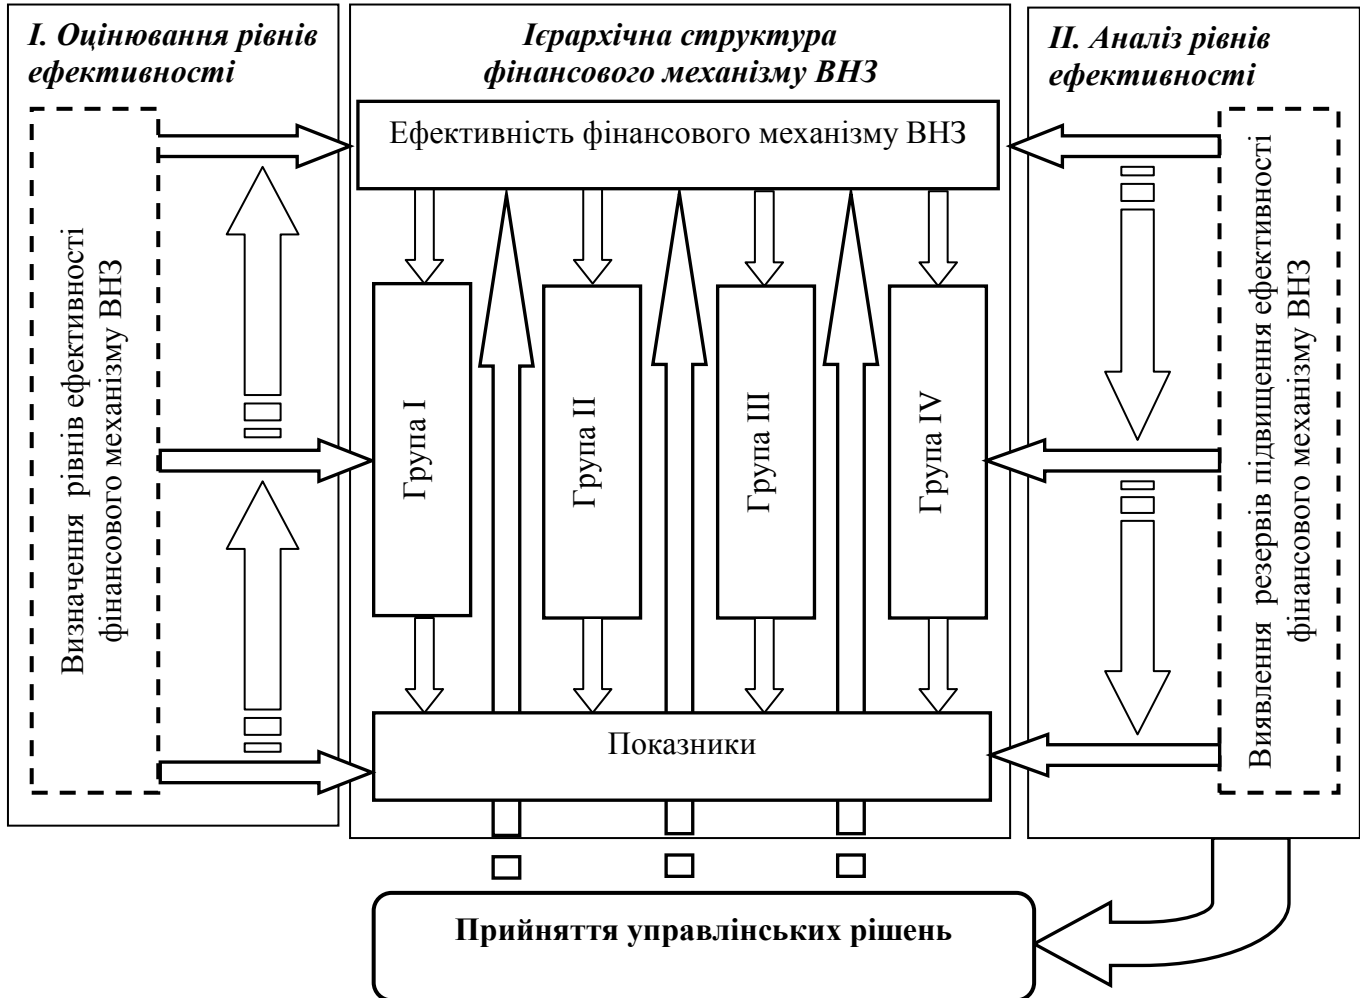 І. Оцінювання рівнів
ефективності
Ієрархічна структура
фінансового механізму ВНЗ
ІІ. Аналіз рівнів
ефективності
Ефективність фінансового механізму ВНЗ
Визначення рівнів ефективності
фінансового механізму ВНЗ
Група І
Група ІІ
Група ІІІ
Група IV
Виявлення резервів підвищення ефективності
фінансового механізму ВНЗ
Показники
Прийняття управлінських рішень